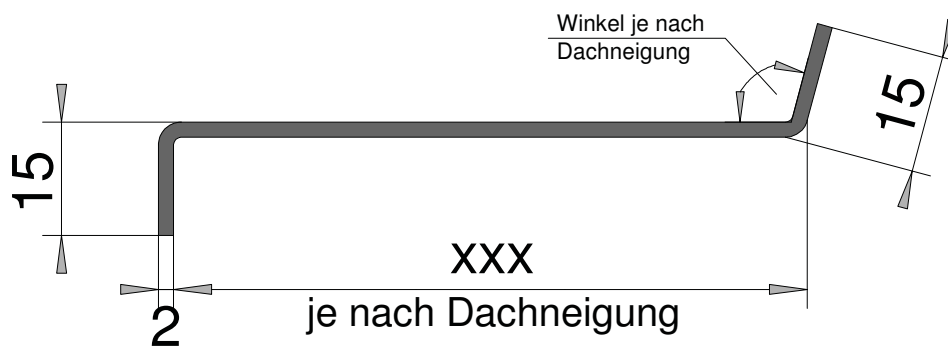 Winkel je nach
Dachneigung
15
15
xxx
je nach Dachneigung
2